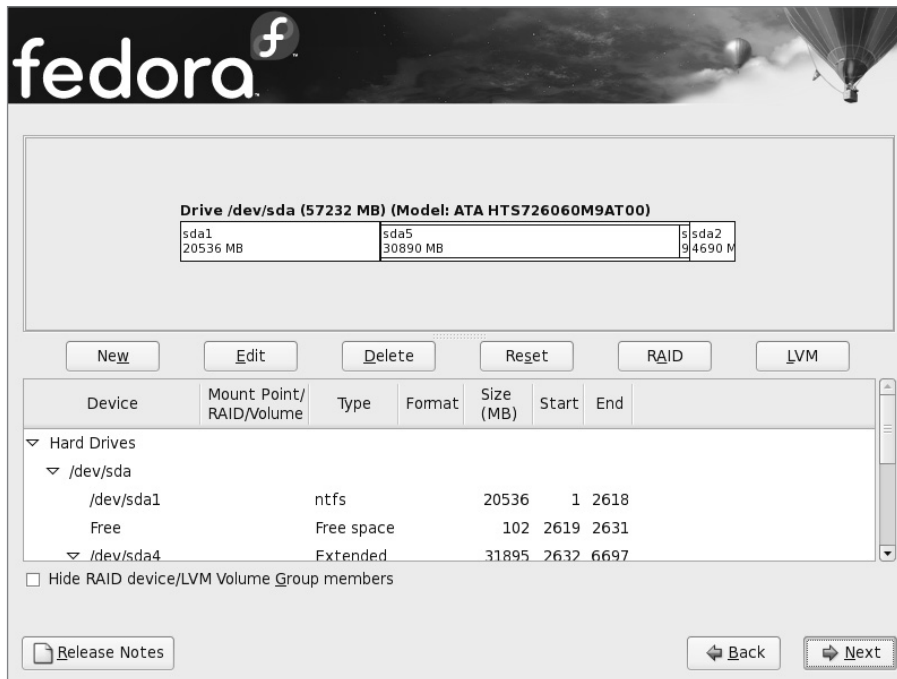 fedora
Drive /dev/sda (57232 MB) (Model: ATA HTS726060M9AT00)
sda1 sda5 s sda2
20536 MB 30890 MB 9 4690 M
New Edit Delete Reset RAID LVM
Device Mount Point/ RAID/Volume Type Format Size (MB) Start End
Hard Drives
/dev/sda
/dev/sda1 ntfs 20536 1 2618
Free Free space 102 2619 2631
/dev/sda4 Extended 31895 2632 6697
Hide RAID device/LVM Volume Group members
Release Notes Back Next